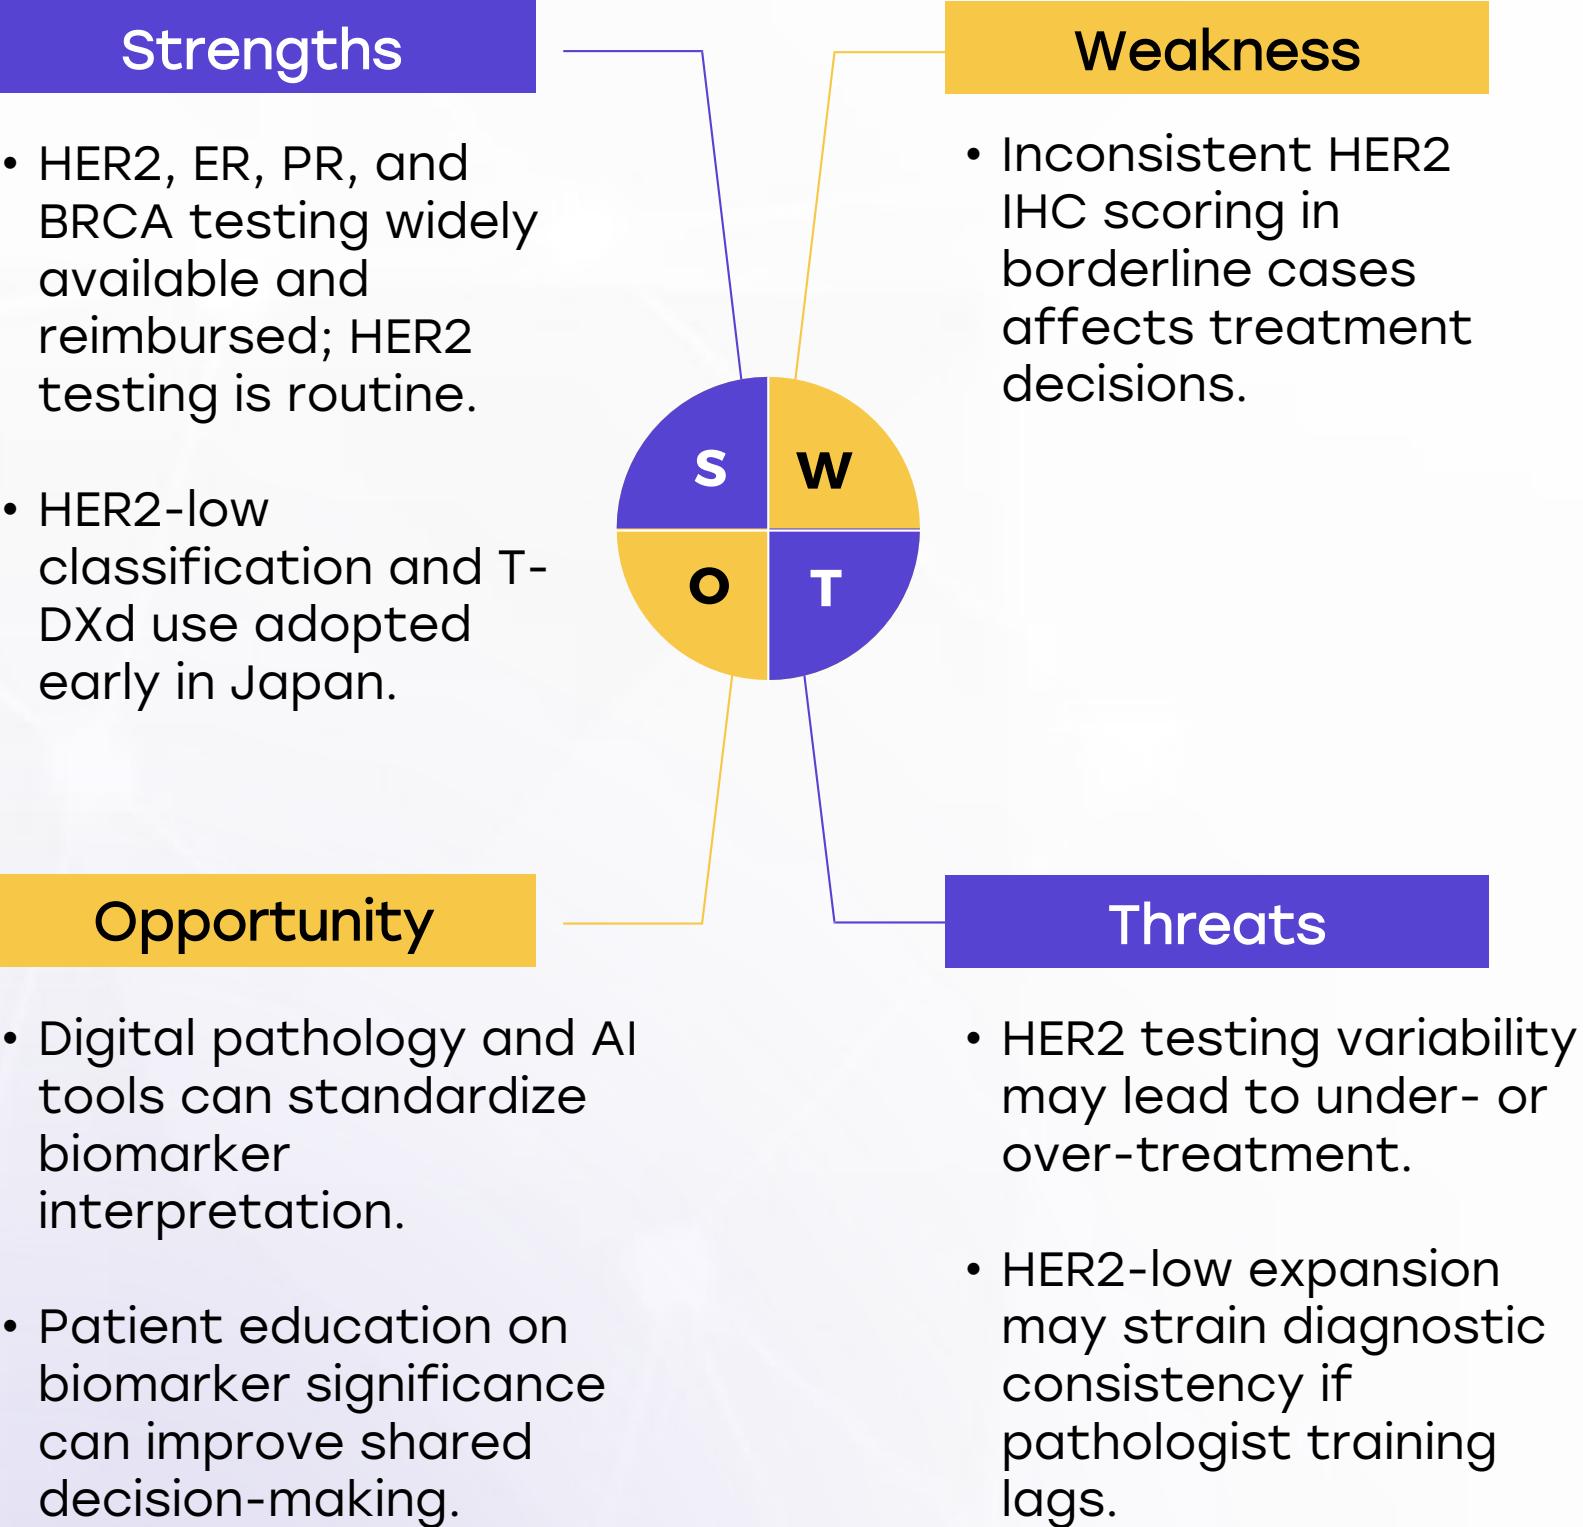 Strengths
• HER2, ER, PR, and
BRCA testing widely
available and
reimbursed; HER2
testing is routine.
• HER2-low
classification and T-
DXd use adopted
early in Japan.
Weakness
• Inconsistent HER2
IHC scoring in
borderline cases
affects treatment
decisions.
S
W
O
T
Opportunity
• Digital pathology and AI
tools can standardize
biomarker
interpretation.
• Patient education on
biomarker significance
can improve shared
decision-making.
Threats
• HER2 testing variability
may lead to under- or
over-treatment.
• HER2-low expansion
may strain diagnostic
consistency if
pathologist training
lags.